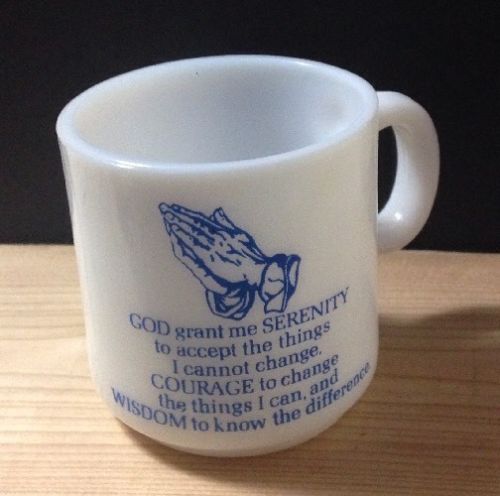 GOD grant me SERENITY
to accept the things
I cannot change,
COURAGE to change
the things I can, and
WISDOM to know the difference